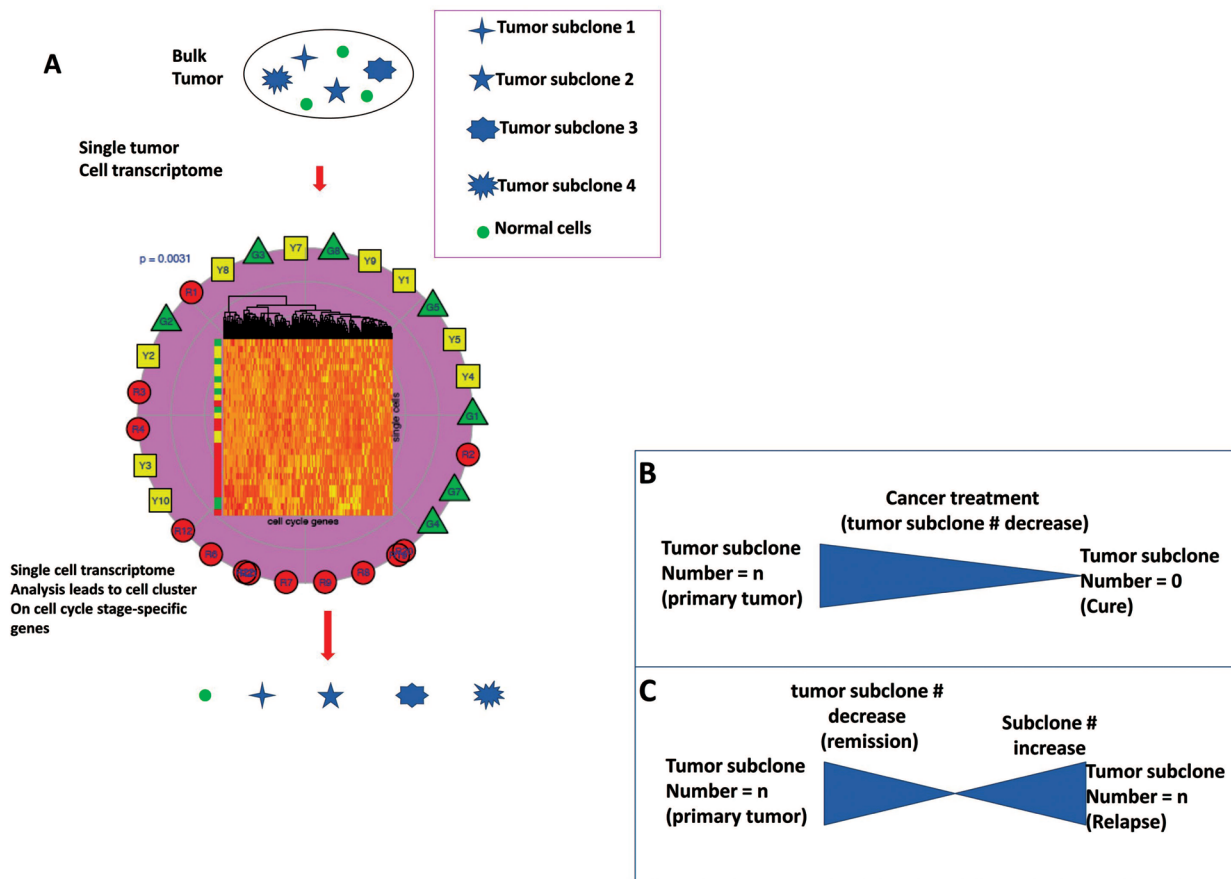 A
Bulk
Tumor
Tumor subclone 1
Tumor subclone 2
Tumor subclone 3
Tumor subclone 4
Normal cells
Single tumor
Cell transcriptome
p = 0.0031
Y7
G6
Y9
Y1
G5
Y5
Y4
G1
R2
G7
G4
R8
R9
R7
R6
R12
Y10
Y3
R4
R3
Y2
G2
R1
Y8
G3
single cells
cell cycle genes
Single cell transcriptome
Analysis leads to cell cluster
On cell cycle stage-specific
genes
B
Cancer treatment
(tumor subclone # decrease)
Tumor subclone
Number = n
(primary tumor)
Tumor subclone
Number = 0
(Cure)
C
tumor subclone #
decrease
(remission)
Subclone #
increase
Tumor subclone
Number = n
(primary tumor)
Tumor subclone
Number = n
(Relapse)